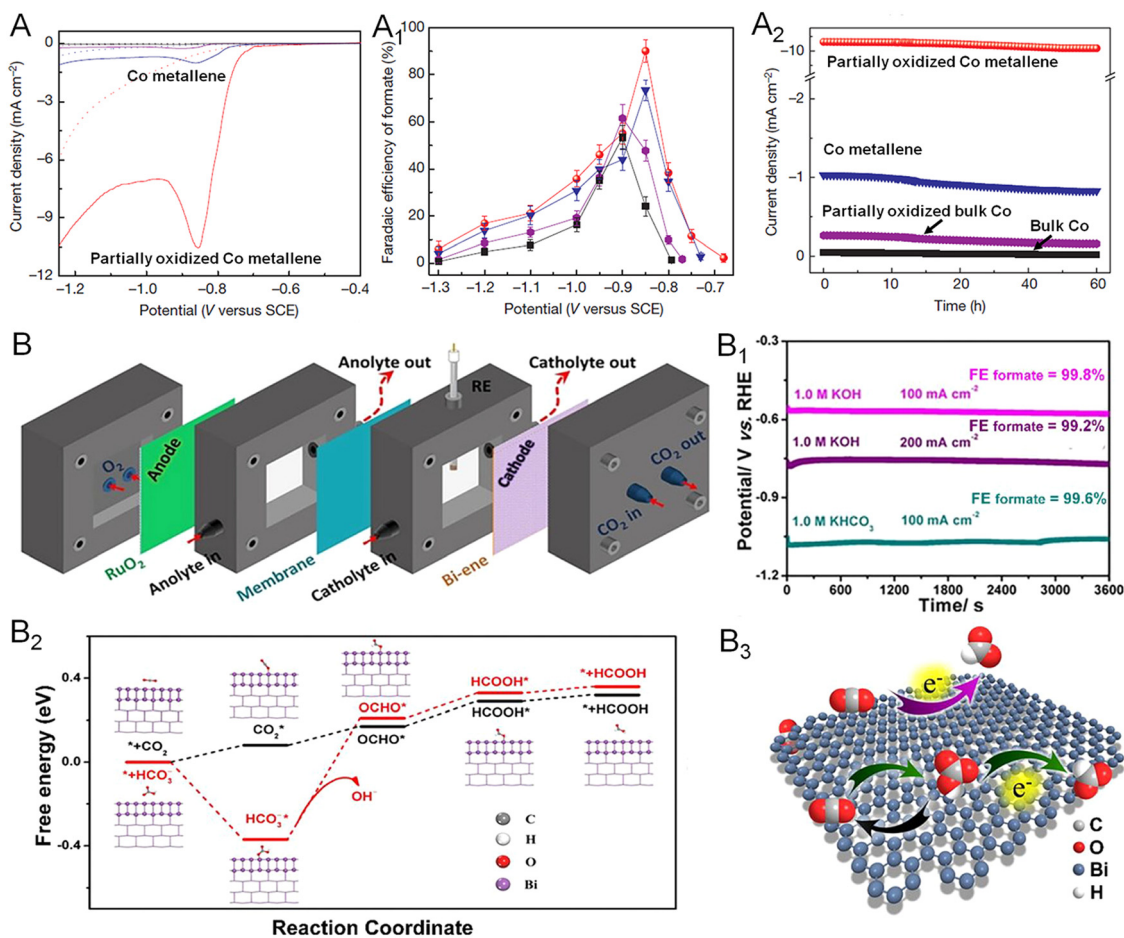 A
0
−3
−6
−9
−12
Current density (mA cm⁻²)
Co metallene
Partially oxidized Co metallene
−1.2
−1.0
−0.8
−0.6
−0.4
Potential (V versus SCE)
A₁
100
80
60
40
20
0
Faradaic efficiency of formate (%)
−1.3
−1.2
−1.1
−1.0
−0.9
−0.8
−0.7
Potential (V versus SCE)
A₂
−10
−2
−1
0
Current density (mA cm⁻²)
Partially oxidized Co metallene
Co metallene
Partially oxidized bulk Co
Bulk Co
0
10
20
30
40
50
60
Time (h)
B
Anolyte out
Catholyte out
RE
O₂
Anode
Cathode
CO₂ out
CO₂ in
RuO₂
Anolyte in
Membrane
Catholyte in
Bi-ene
B₁
-0.3
-0.6
-0.9
-1.2
Potential/ V vs. RHE
FE formate = 99.8%
1.0 M KOH 100 mA cm⁻²
FE formate = 99.2%
1.0 M KOH 200 mA cm⁻²
FE formate = 99.6%
1.0 M KHCO₃ 100 mA cm⁻²
0
600
1200
1800
2400
3000
3600
Time/ s
B₂
0.4
0.0
-0.4
Free energy (eV)
*+CO₂
*+HCO₃⁻
CO₂*
HCO₃⁻*
OCHO*
OCHO*
OH⁻
HCOOH*
HCOOH*
*+HCOOH
*+HCOOH
C
H
O
Bi
Reaction Coordinate
B₃
e⁻
e⁻
C
O
Bi
H